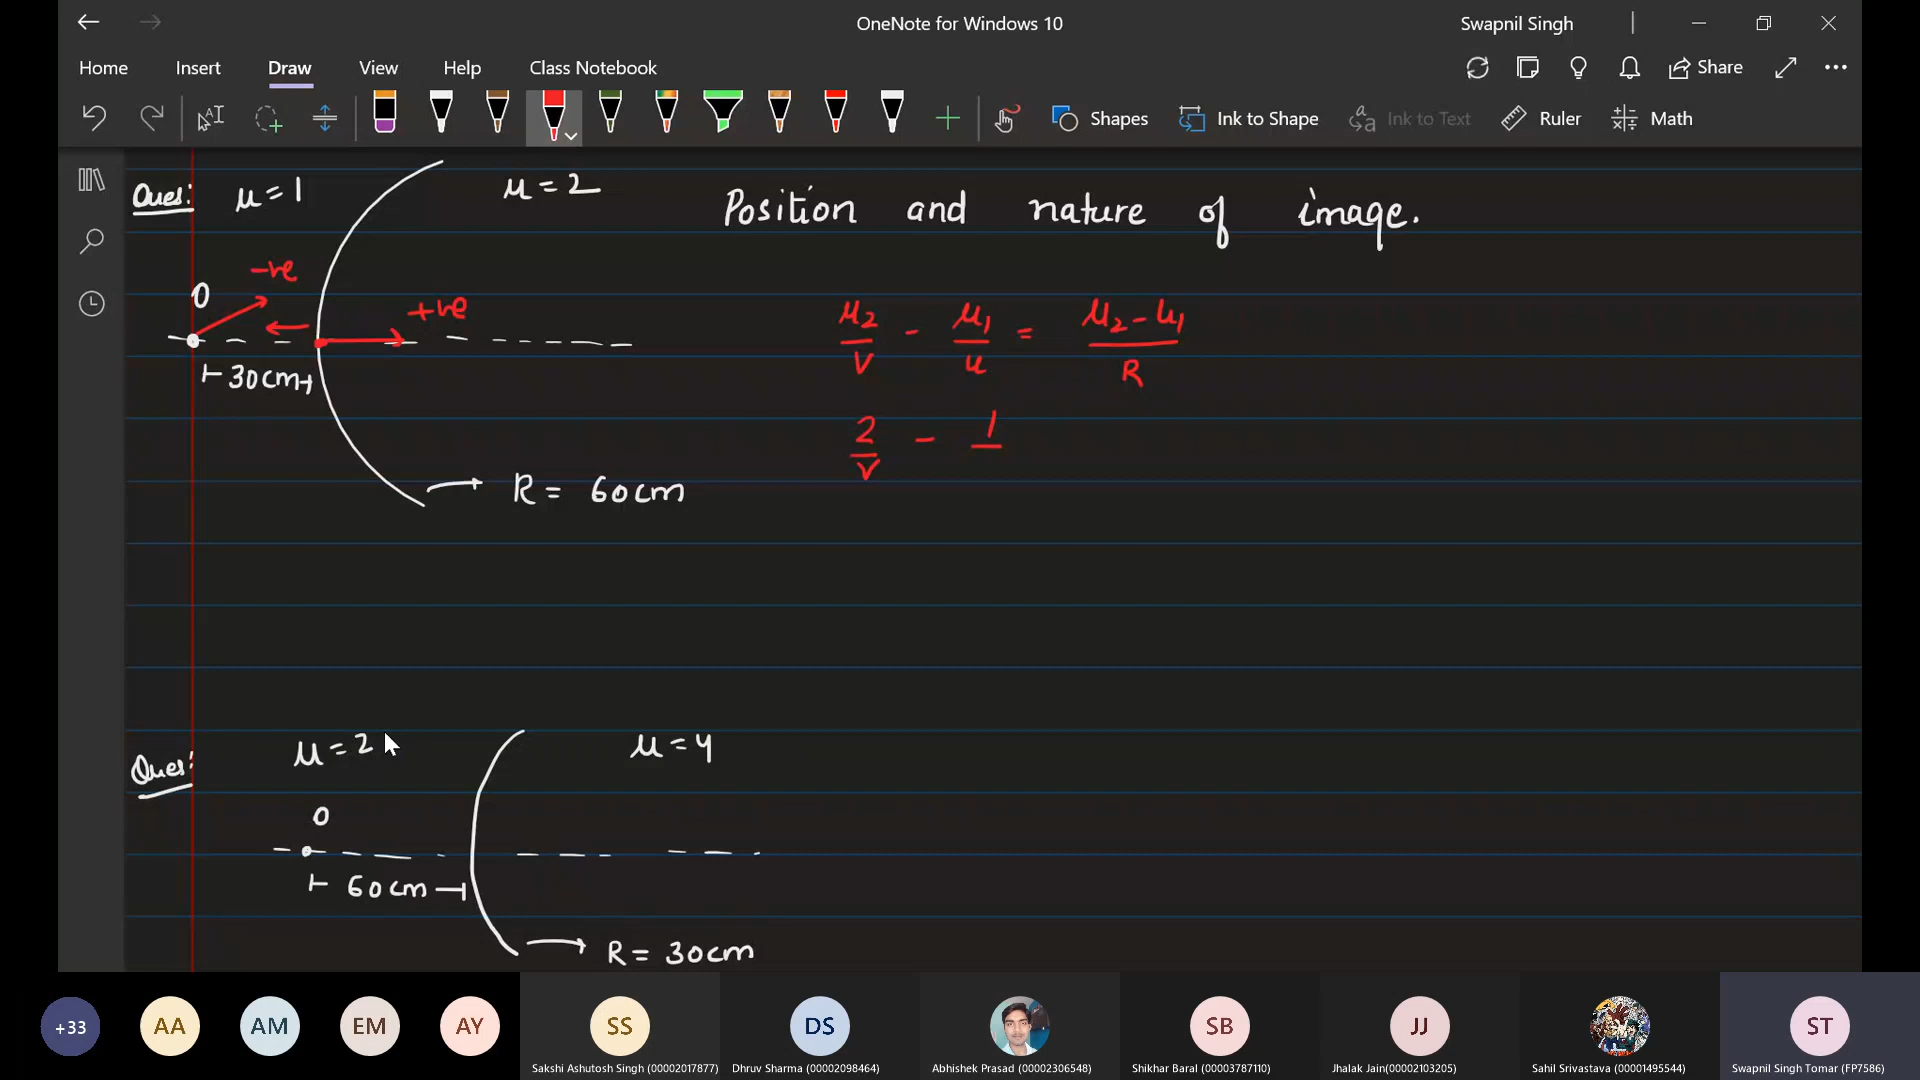 OneNote for Windows 10
Swapnil Singh
Home Insert Draw View Help Class Notebook
Share
Shapes Ink to Shape Ink to Text Ruler Math
Ques: μ=1 μ=2 Position and nature of image.
-ve
O +ve
μ2/v - μ1/u = μ2-μ1/R
30cm
2/v - 1
R = 60cm
Ques: μ=2 μ=4
O
60cm
R = 30cm
+33 AA AM EM AY SS DS SB JJ ST
Sakshi Ashutosh Singh (00002017877) Dhruv Sharma (00002098464) Abhishek Prasad (00002306548) Shikhar Baral (00003787110) Jhalak Jain(00002103205) Sahil Srivastava (00001495544) Swapnil Singh Tomar (FP7586)